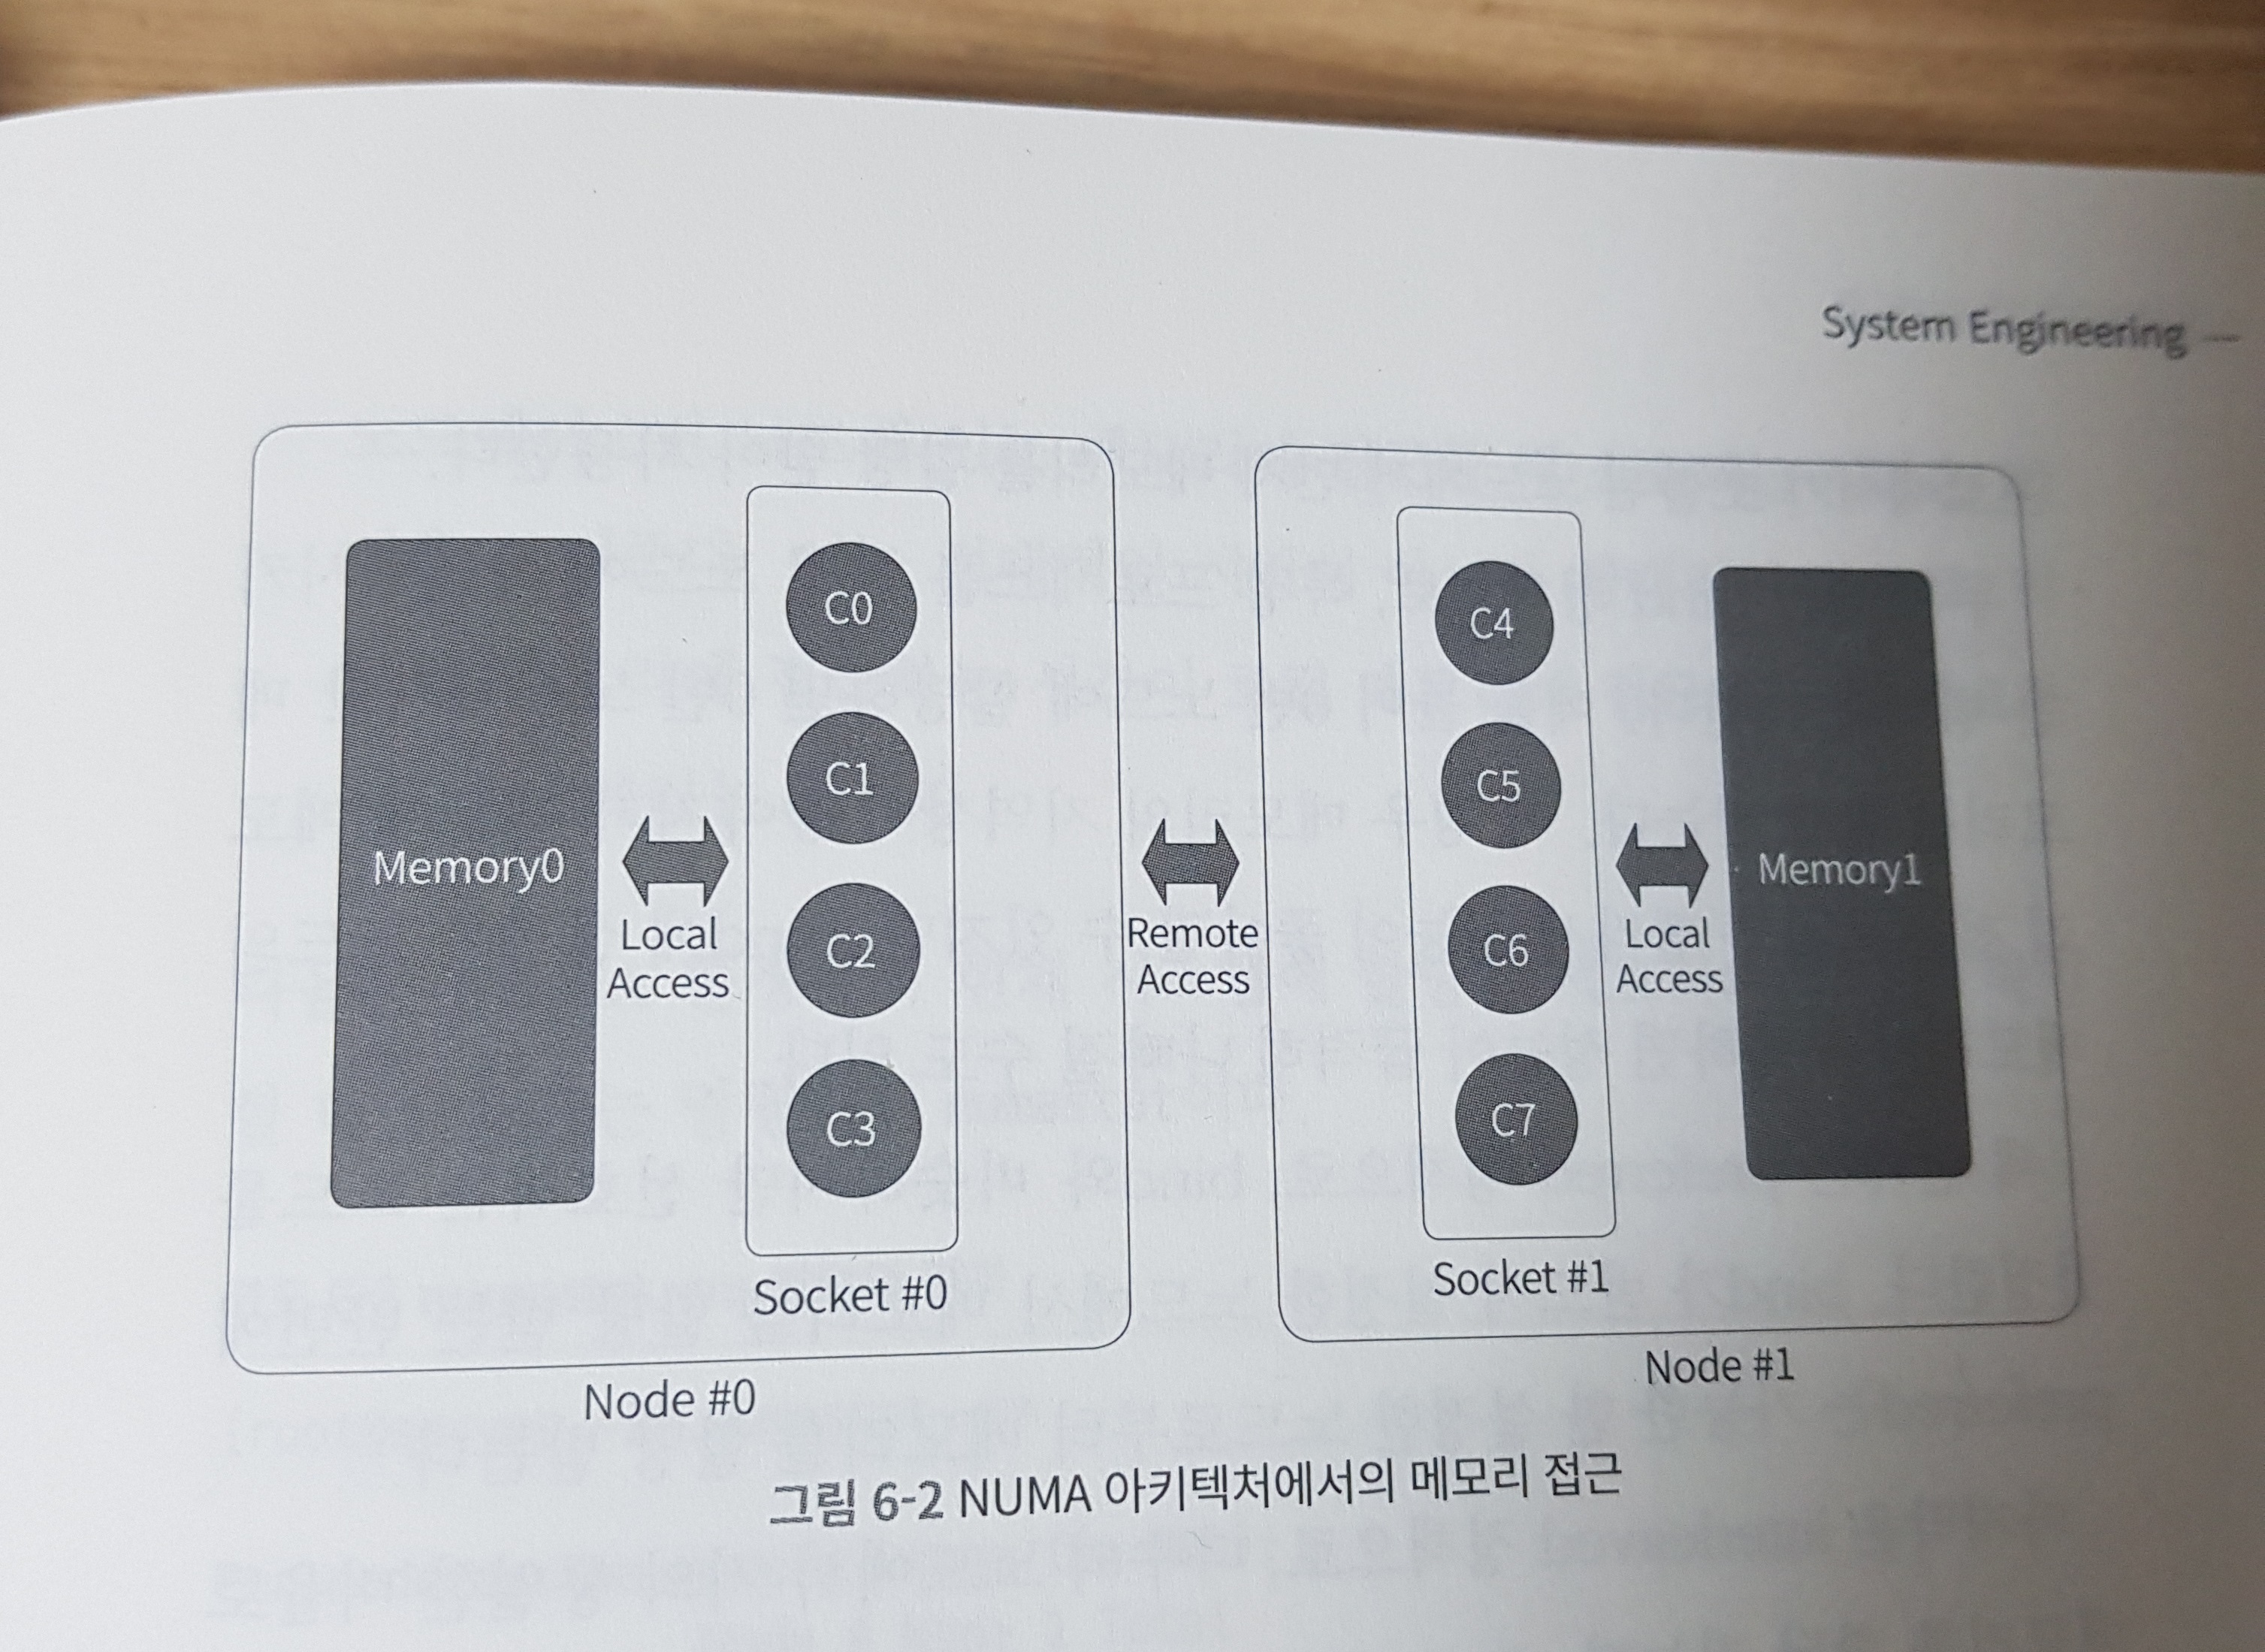 System Engineering —
C0
C1
C2
C3
Memory0
Local
Access
Socket #0
Node #0
Remote
Access
C4
C5
C6
C7
Local
Access
Memory1
Socket #1
Node #1
그림 6-2 NUMA 아키텍처에서의 메모리 접근